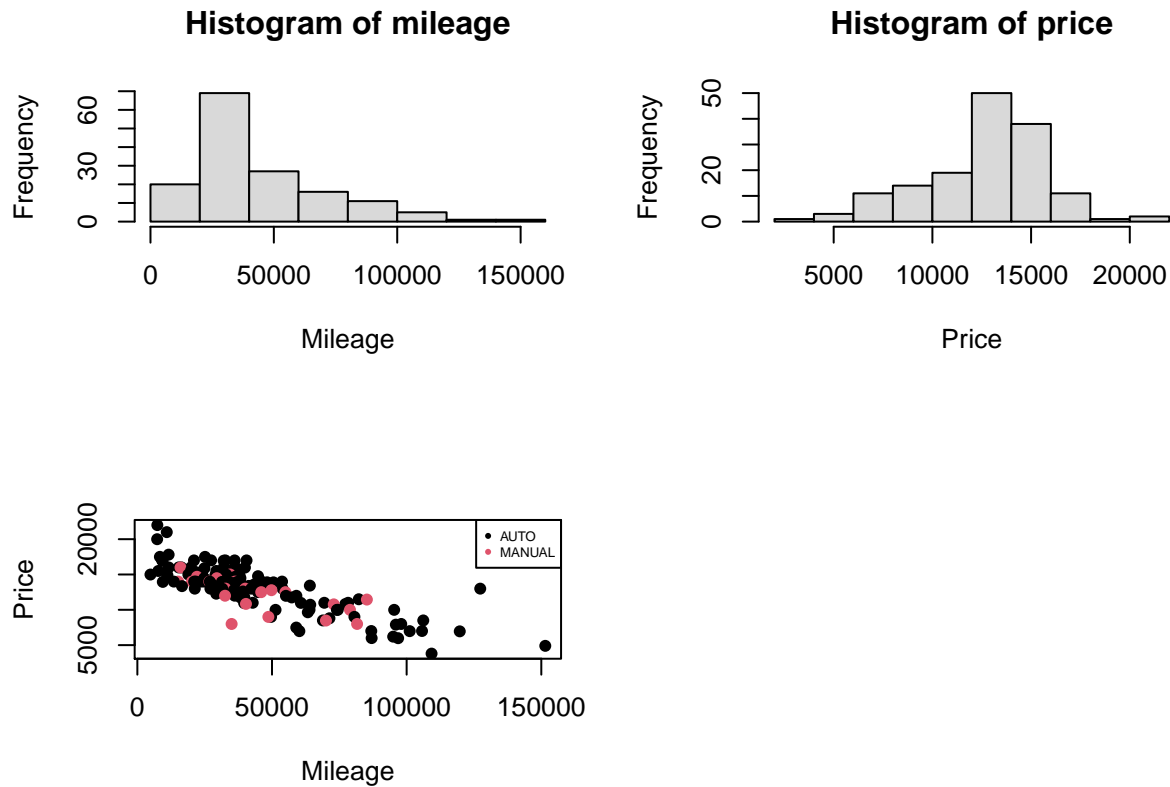 Histogram of mileage
Frequency
0 30 60
0 50000 100000 150000
Mileage
Histogram of price
Frequency
0 20 50
5000 10000 15000 20000
Price
Price
5000 20000
AUTO
MANUAL
0 50000 100000 150000
Mileage